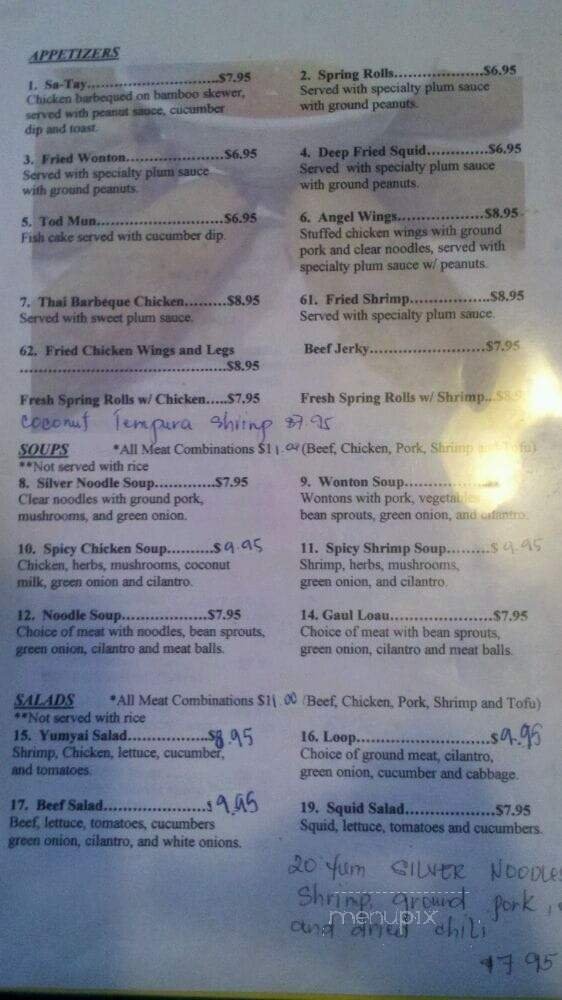 APPETIZERS
1. Sa-Tay..............................$7.95
Chicken barbequed on bamboo skewer,
served with peanut sauce, cucumber
dip and toast.
2. Spring Rolls.....................$6.95
Served with specialty plum sauce
with ground peanuts.
3. Fried Wonton........................$6.95
Served with specialty plum sauce
with ground peanuts.
4. Deep Fried Squid..............$6.95
Served with specialty plum sauce
with ground peanuts.
5. Tod Mun...............................$6.95
Fish cake served with cucumber dip.
6. Angel Wings.....................$8.95
Stuffed chicken wings with ground
pork and clear noodles, served with
specialty plum sauce w/ peanuts.
7. Thai Barbeque Chicken.........$8.95
Served with sweet plum sauce.
61. Fried Shrimp...................$8.95
Served with specialty plum sauce.
62. Fried Chicken Wings and Legs
..................................................$8.95
Beef Jerky...........................$7.95
Fresh Spring Rolls w/ Chicken.....$7.95
Fresh Spring Rolls w/ Shrimp...$8.9
Coconut Tempura Shrimp $7.95
SOUPS *All Meat Combinations $11.00 (Beef, Chicken, Pork, Shrimp and Tofu)
**Not served with rice
8. Silver Noodle Soup.............$7.95
Clear noodles with ground pork,
mushrooms, and green onion.
9. Wonton Soup...................
Wontons with pork, vegetables
bean sprouts, green onion, and cilantro.
10. Spicy Chicken Soup..........$9.95
Chicken, herbs, mushrooms, coconut
milk, green onion and cilantro.
11. Spicy Shrimp Soup.........$9.95
Shrimp, herbs, mushrooms,
green onion, and cilantro.
12. Noodle Soup.....................$7.95
Choice of meat with noodles, bean sprouts,
green onion, cilantro and meat balls.
14. Gaul Loau.........................$7.95
Choice of meat with bean sprouts,
green onion, cilantro and meat balls.
SALADS *All Meat Combinations $11.00 (Beef, Chicken, Pork, Shrimp and Tofu)
**Not served with rice
15. Yumyai Salad...................$8.95
Shrimp, Chicken, lettuce, cucumber,
and tomatoes.
16. Loop................................$9.95
Choice of ground meat, cilantro,
green onion, cucumber and cabbage.
17. Beef Salad........................$9.95
Beef, lettuce, tomatoes, cucumbers
green onion, cilantro, and white onions.
19. Squid Salad......................$7.95
Squid, lettuce, tomatoes and cucumbers.
20 Yum SILVER NOODLES
Shrimp, ground pork,
and dried chili
$7.95
menupix